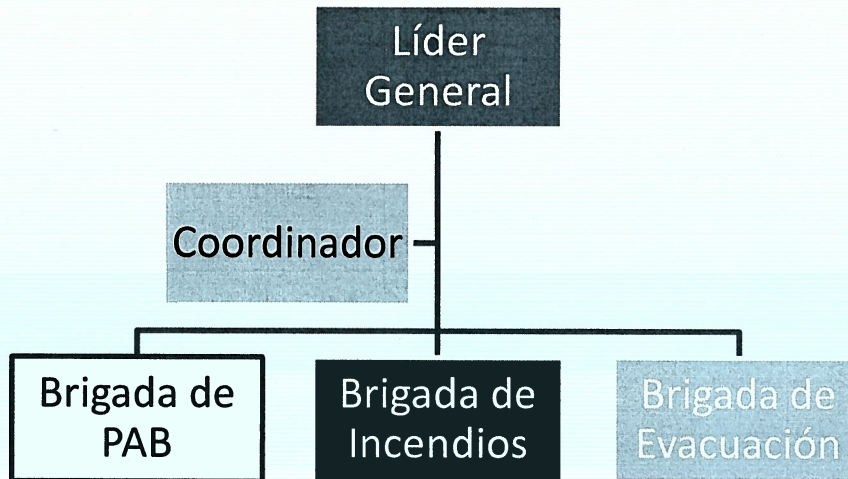 Líder
General
Coordinador
Brigada de
PAB
Brigada de
Incendios
Brigada de
Evacuación